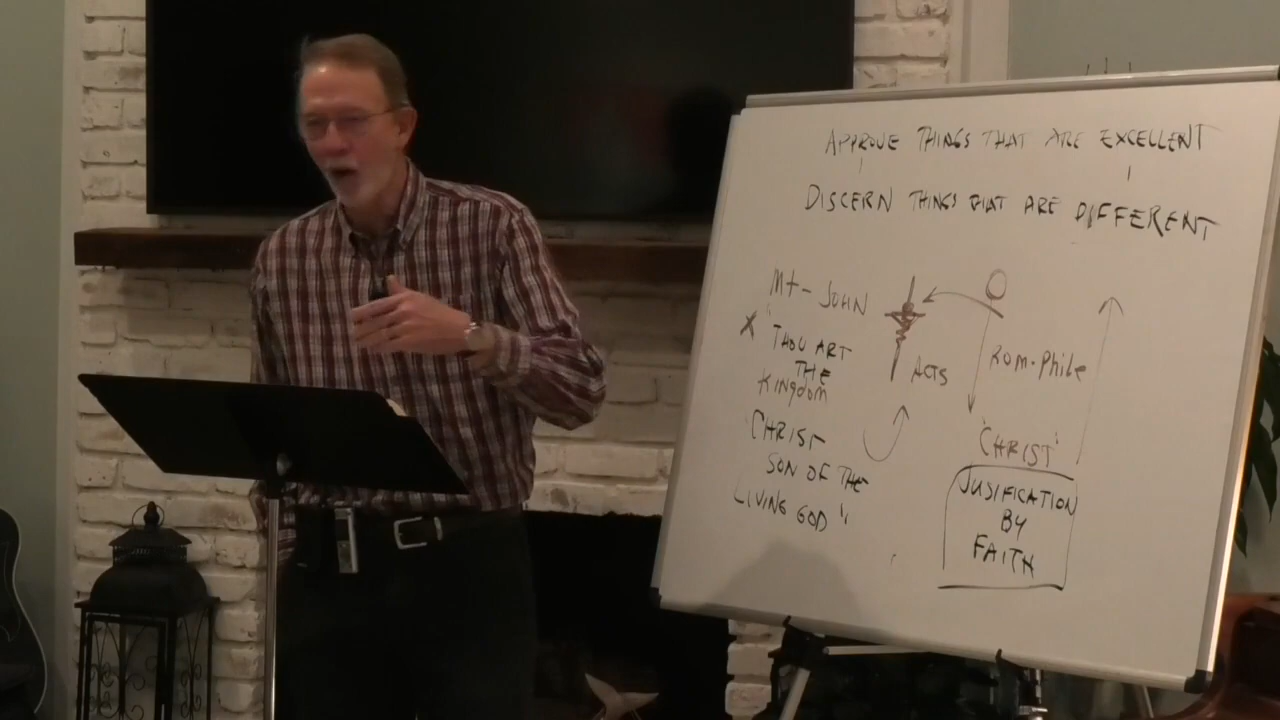 APPROVE THINGS THAT ARE EXCELLENT
DISCERN THINGS THAT ARE DIFFERENT
Mt - JOHN
X "THOU ART
THE
Kingdom
CHRIST
SON OF THE
LIVING GOD"
ACTS
Rom - Phile
"CHRIST"
JUSIFICATION
BY
FAITH